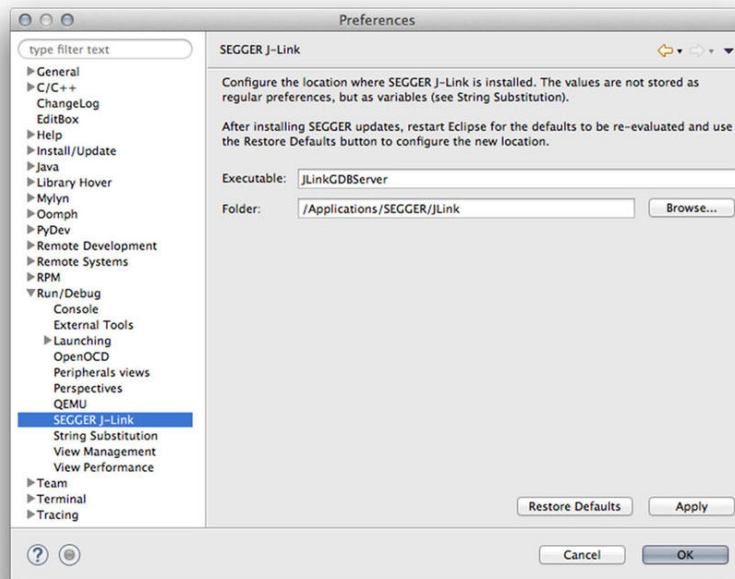 Preferences
type filter text
General
C/C++
ChangeLog
EditBox
Help
Install/Update
Java
Library Hover
Mylyn
Oomph
PyDev
Remote Development
Remote Systems
RPM
Run/Debug
Console
External Tools
Launching
OpenOCD
Peripherals views
Perspectives
QEMU
SEGGER J-Link
String Substitution
View Management
View Performance
Team
Terminal
Tracing
SEGGER J-Link
Configure the location where SEGGER J-Link is installed. The values are not stored as
regular preferences, but as variables (see String Substitution).
After installing SEGGER updates, restart Eclipse for the defaults to be re-evaluated and use
the Restore Defaults button to configure the new location.
Executable: JLinkGDBServer
Folder: /Applications/SEGGER/JLink Browse...
Restore Defaults Apply
? Cancel OK